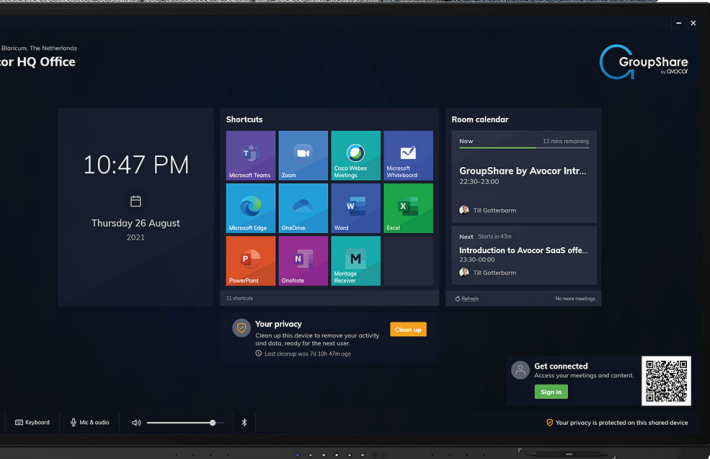 Blaricum, The Netherlands
or HQ Office
GroupShare
by avocor
10:47 PM
Thursday 26 August
2021
Shortcuts
Microsoft Teams
Zoom
Cisco Webex
Meetings
Microsoft
Whiteboard
Microsoft Edge
OneDrive
Word
Excel
PowerPoint
OneNote
Montage
Receiver
11 shortcuts
Room calendar
Now 13 mins remaining
GroupShare by Avocor Intr...
22:30-23:00
Till Gotterbarm
Next Starts in 43m
Introduction to Avocor SaaS offe...
23:30-00:00
Till Gotterbarm
Refresh No more meetings
Your privacy
Clean up this device to remove your activity
and data, ready for the next user.
Last cleanup was 7d 10h 47m ago
Clean up
Get connected
Access your meetings and content.
Sign in
Keyboard Mic & audio
Your privacy is protected on this shared device